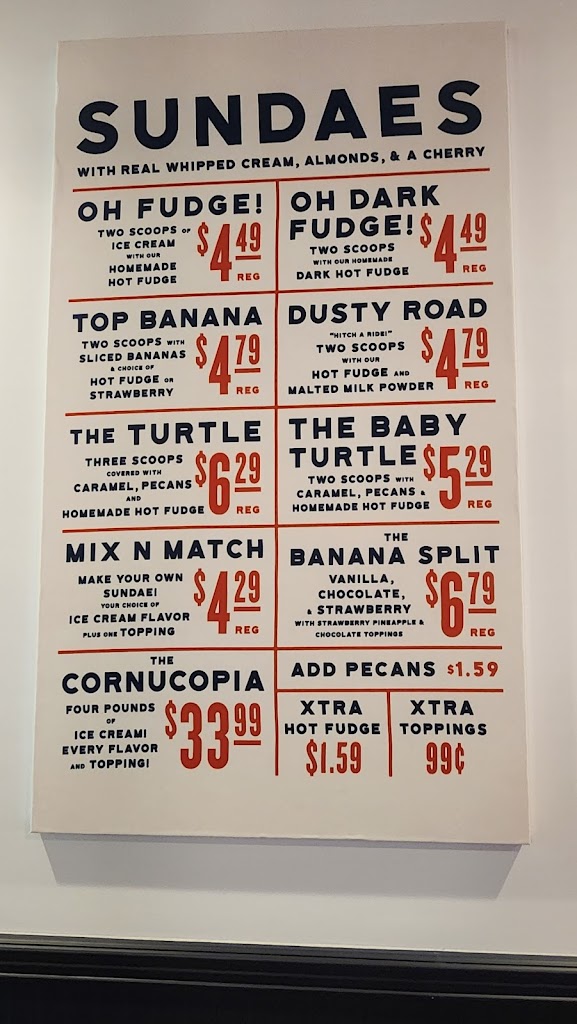 SUNDAES
WITH REAL WHIPPED CREAM, ALMONDS, & A CHERRY
OH FUDGE!
TWO SCOOPS OF
ICE CREAM
WITH OUR
HOMEMADE
HOT FUDGE
$4 49
REG
OH DARK
FUDGE!
TWO SCOOPS
WITH OUR HOMEMADE
DARK HOT FUDGE
$4 49
REG
TOP BANANA
TWO SCOOPS WITH
SLICED BANANAS
& CHOICE OF
HOT FUDGE OR
STRAWBERRY
$4 79
REG
DUSTY ROAD
"HITCH A RIDE!"
TWO SCOOPS
WITH OUR
HOT FUDGE AND
MALTED MILK POWDER
$4 79
REG
THE TURTLE
THREE SCOOPS
COVERED WITH
CARAMEL, PECANS
AND
HOMEMADE HOT FUDGE
$6 29
REG
THE BABY
TURTLE
TWO SCOOPS WITH
CARAMEL, PECANS &
HOMEMADE HOT FUDGE
$5 29
REG
MIX N MATCH
MAKE YOUR OWN
SUNDAE!
YOUR CHOICE OF
ICE CREAM FLAVOR
PLUS ONE TOPPING
$4 29
REG
THE
BANANA SPLIT
VANILLA,
CHOCOLATE,
& STRAWBERRY
WITH STRAWBERRY PINEAPPLE &
CHOCOLATE TOPPINGS
$6 79
REG
THE
CORNUCOPIA
FOUR POUNDS
OF
ICE CREAM!
EVERY FLAVOR
AND TOPPING!
$33 99
ADD PECANS $1.59
XTRA
HOT FUDGE
$1.59
XTRA
TOPPINGS
99¢